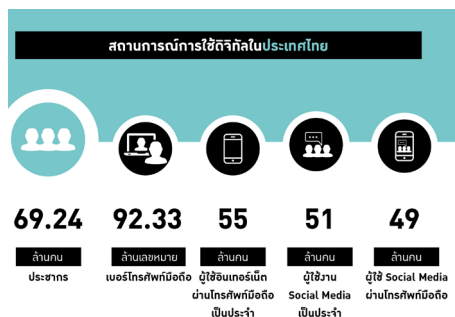 สถานการณ์การใช้ดิจิทัลในประเทศไทย
69.24
ล้านคน
ประชากร
92.33
ล้านเลขหมาย
เบอร์โทรศัพท์มือถือ
55
ล้านคน
ผู้ใช้อินเทอร์เน็ต
ผ่านโทรศัพท์มือถือ
เป็นประจำ
51
ล้านคน
ผู้ใช้งาน
Social Media
เป็นประจำ
49
ล้านคน
ผู้ใช้ Social Media
ผ่านโทรศัพท์มือถือ